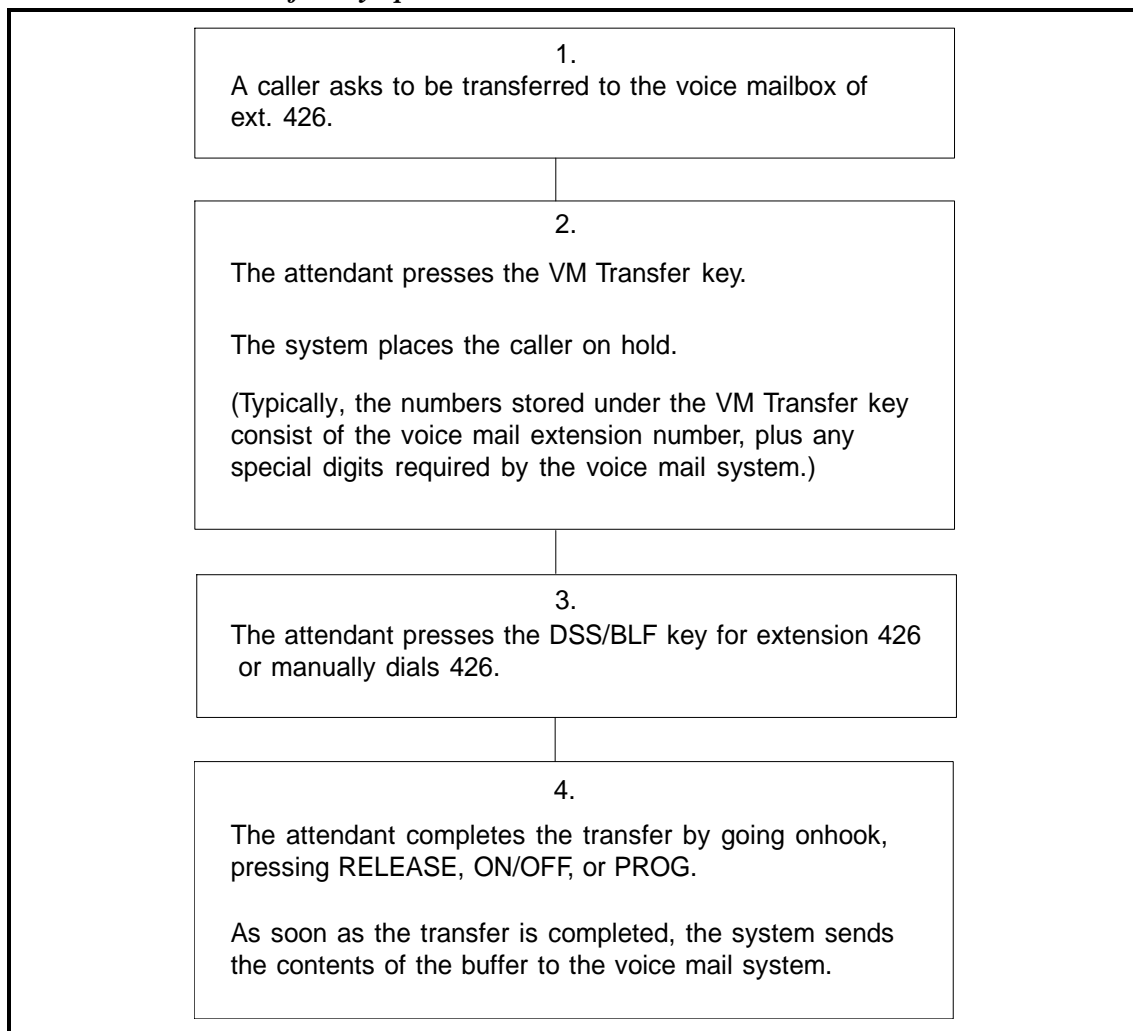 1.
A caller asks to be transferred to the voice mailbox of
ext. 426.
2.
The attendant presses the VM Transfer key.
The system places the caller on hold.
(Typically, the numbers stored under the VM Transfer key
consist of the voice mail extension number, plus any
special digits required by the voice mail system.)
3.
The attendant presses the DSS/BLF key for extension 426
or manually dials 426.
4.
The attendant completes the transfer by going onhook,
pressing RELEASE, ON/OFF, or PROG.
As soon as the transfer is completed, the system sends
the contents of the buffer to the voice mail system.